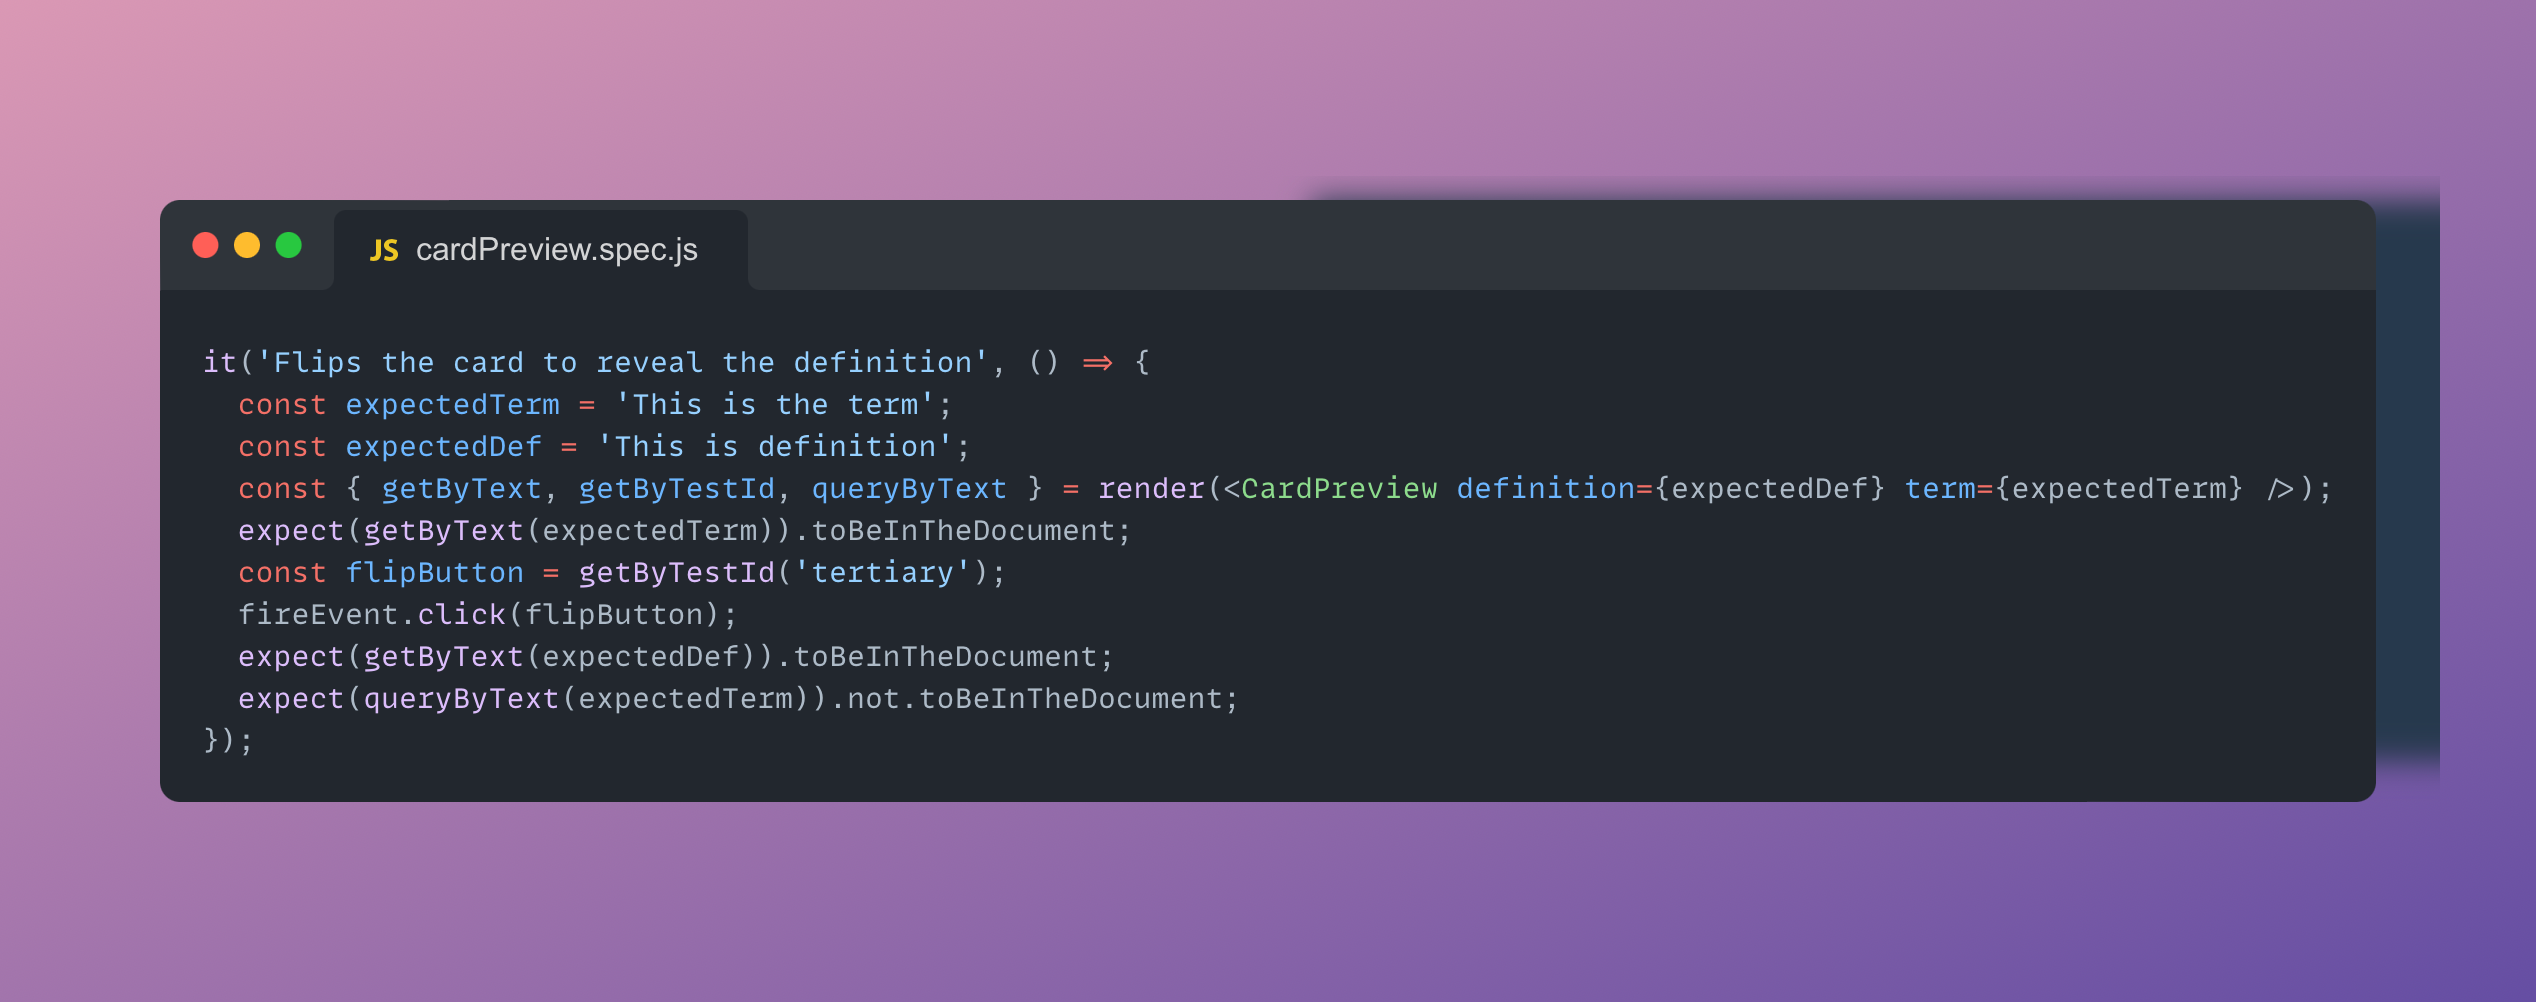 JS cardPreview.spec.js
it('Flips the card to reveal the definition', () => {
  const expectedTerm = 'This is the term';
  const expectedDef = 'This is definition';
  const { getByText, getByTestId, queryByText } = render(<CardPreview definition={expectedDef} term={expectedTerm} />);
  expect(getByText(expectedTerm)).toBeInTheDocument;
  const flipButton = getByTestId('tertiary');
  fireEvent.click(flipButton);
  expect(getByText(expectedDef)).toBeInTheDocument;
  expect(queryByText(expectedTerm)).not.toBeInTheDocument;
});